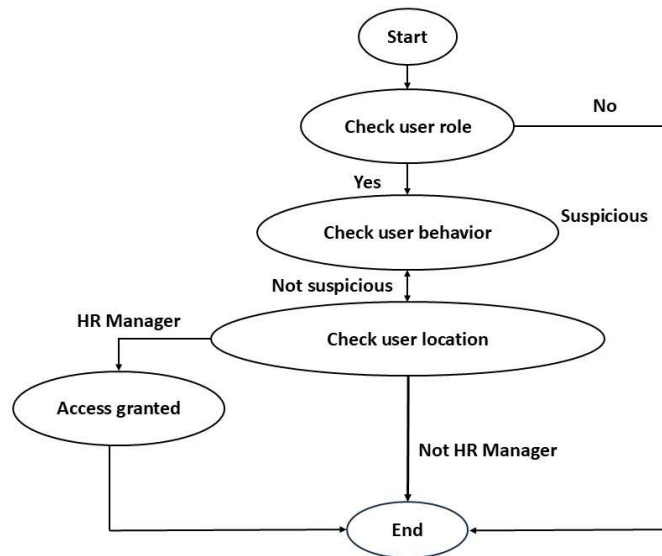 Start
Check user role
No
Yes
Check user behavior
Suspicious
Not suspicious
HR Manager
Check user location
Access granted
Not HR Manager
End